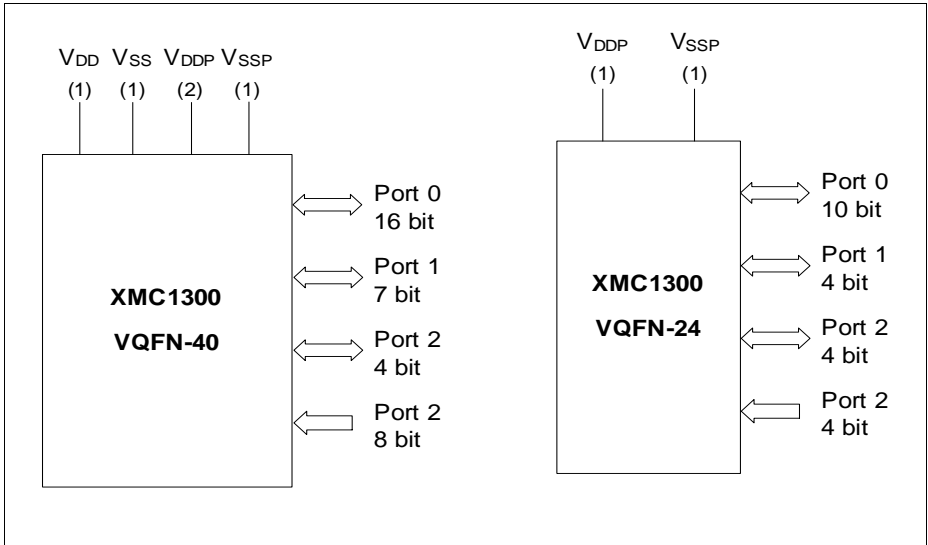 VDD VSS VDDP VSSP
(1) (1) (2) (1)
XMC1300
VQFN-40
Port 0
16 bit
Port 1
7 bit
Port 2
4 bit
Port 2
8 bit
VDDP VSSP
(1) (1)
XMC1300
VQFN-24
Port 0
10 bit
Port 1
4 bit
Port 2
4 bit
Port 2
4 bit